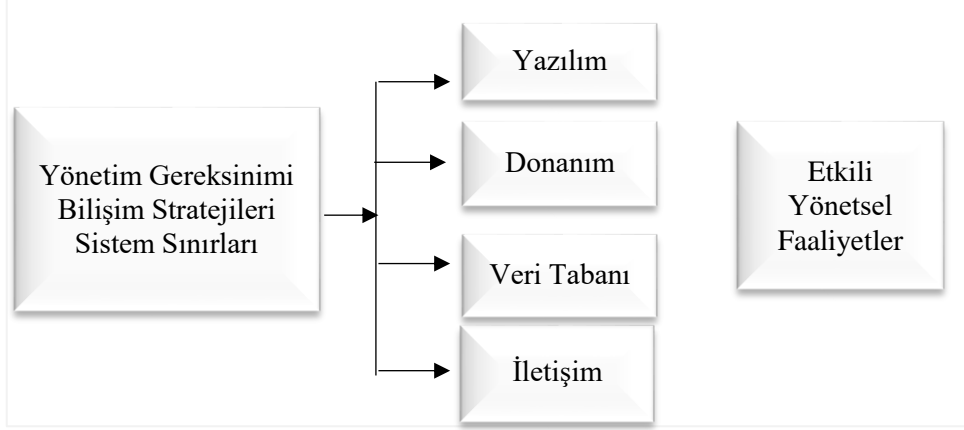 Yönetim Gereksinimi
Bilişim Stratejileri
Sistem Sınırları
Yazılım
Donanım
Veri Tabanı
İletişim
Etkili
Yönetsel
Faaliyetler